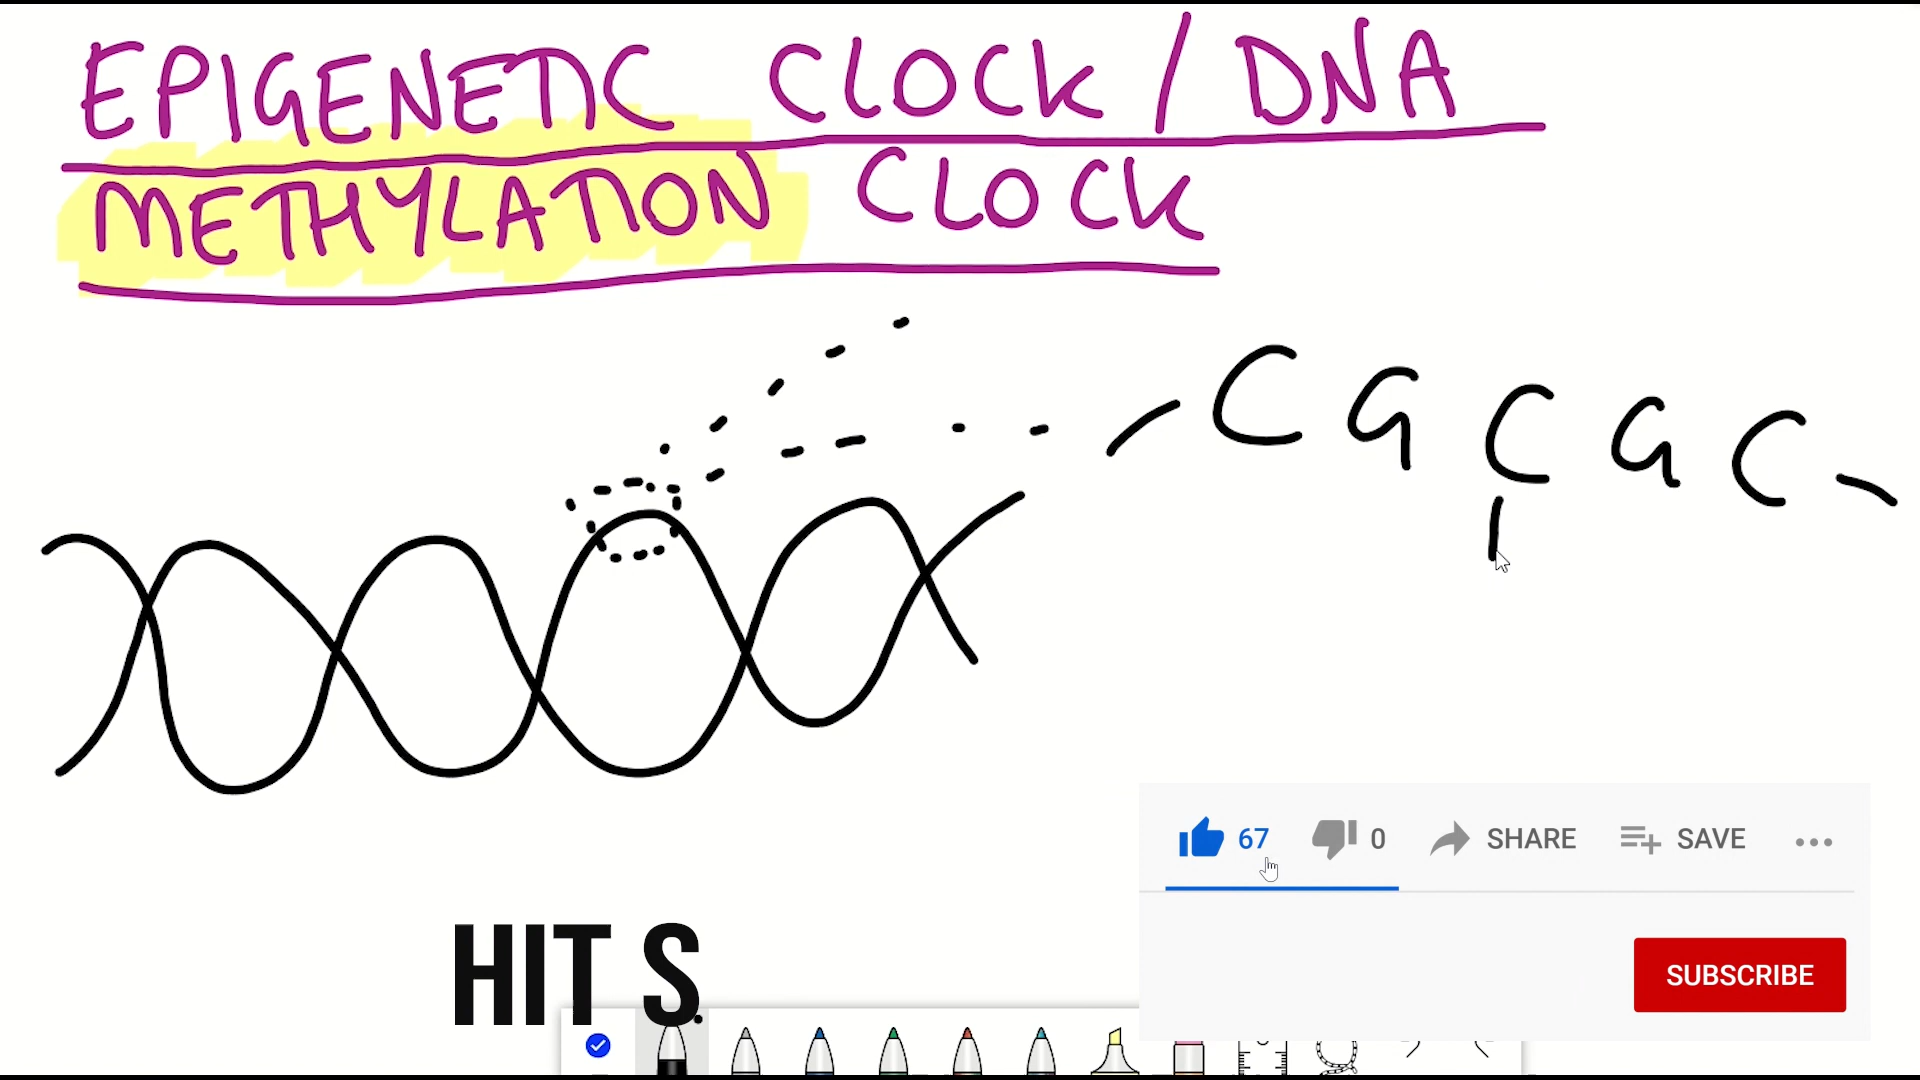 EPIGENETIC CLOCK / DNA
METHYLATION CLOCK
- C G C G C -
67 0 SHARE SAVE ...
SUBSCRIBE
HIT S.